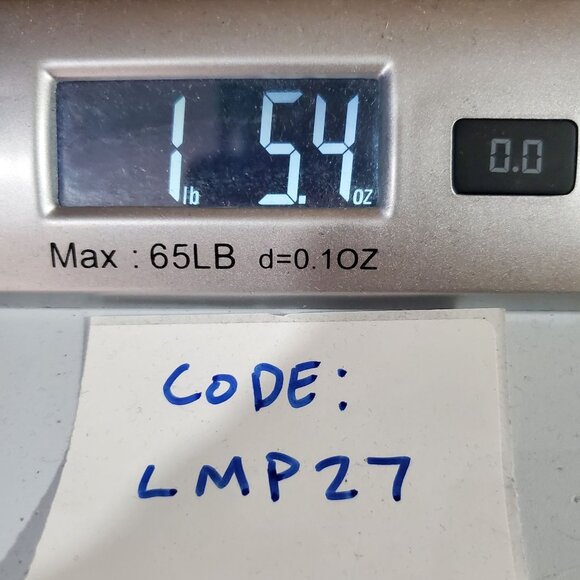 1 lb 5.4 oz
0.0
Max : 65LB d=0.1OZ
CODE:
LMP27